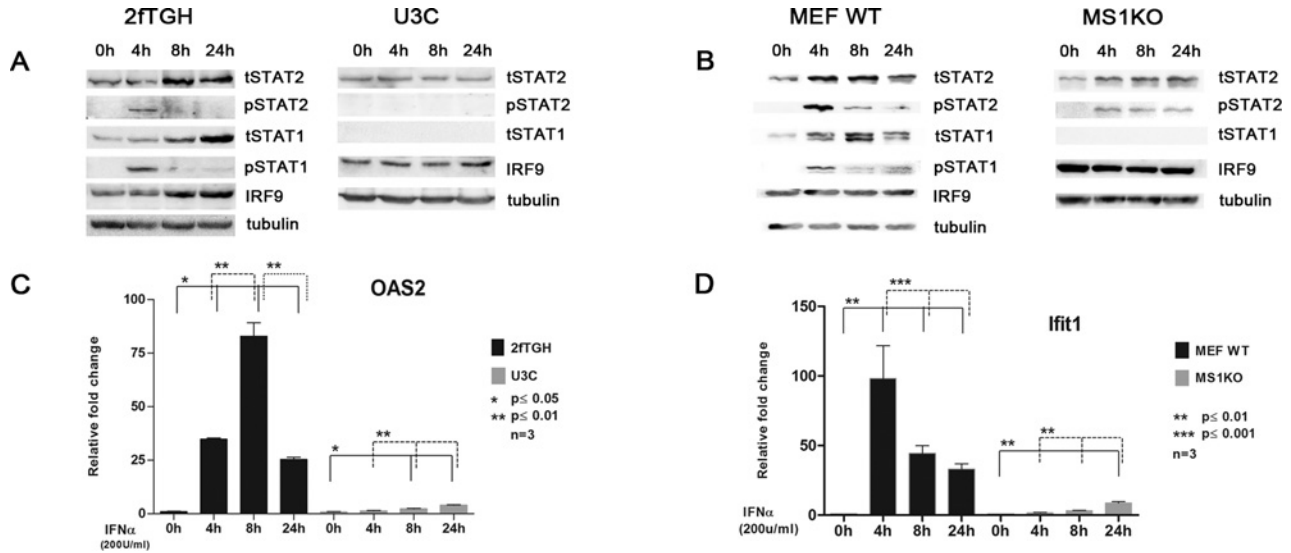 2fTGH
U3C
MEF WT
MS1KO
A
0h 4h 8h 24h
tSTAT2
pSTAT2
tSTAT1
pSTAT1
IRF9
tubulin
0h 4h 8h 24h
tSTAT2
pSTAT2
tSTAT1
IRF9
tubulin
B
0h 4h 8h 24h
tSTAT2
pSTAT2
tSTAT1
pSTAT1
IRF9
tubulin
0h 4h 8h 24h
tSTAT2
pSTAT2
tSTAT1
IRF9
tubulin
C
OAS2
* ** **
Relative fold change
100
75
50
25
0
* **
2fTGH
U3C
* p≤ 0.05
** p≤ 0.01
n=3
IFNα
(200U/ml)
0h 4h 8h 24h 0h 4h 8h 24h
D
Ifit1
** ***
Relative fold change
150
100
50
0
** **
MEF WT
MS1KO
** p≤ 0.01
*** p≤ 0.001
n=3
IFNα
(200u/ml)
0h 4h 8h 24h 0h 4h 8h 24h